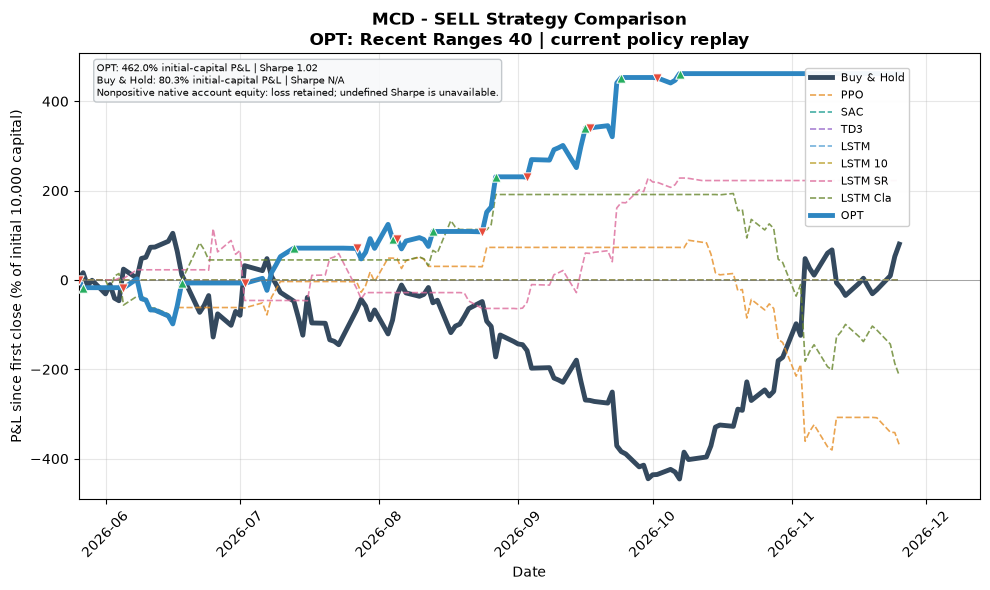 MCD - SELL Strategy Comparison
OPT: Recent Ranges 40 | current policy replay
OPT: 462.0% initial-capital P&L | Sharpe 1.02
Buy & Hold: 80.3% initial-capital P&L | Sharpe N/A
Nonpositive native account equity: loss retained; undefined Sharpe is unavailable.
Buy & Hold
PPO
SAC
TD3
LSTM
LSTM 10
LSTM SR
LSTM Cla
OPT
P&L since first close (% of initial 10,000 capital)
400
200
0
−200
−400
2026-06
2026-07
2026-08
2026-09
2026-10
2026-11
2026-12
Date